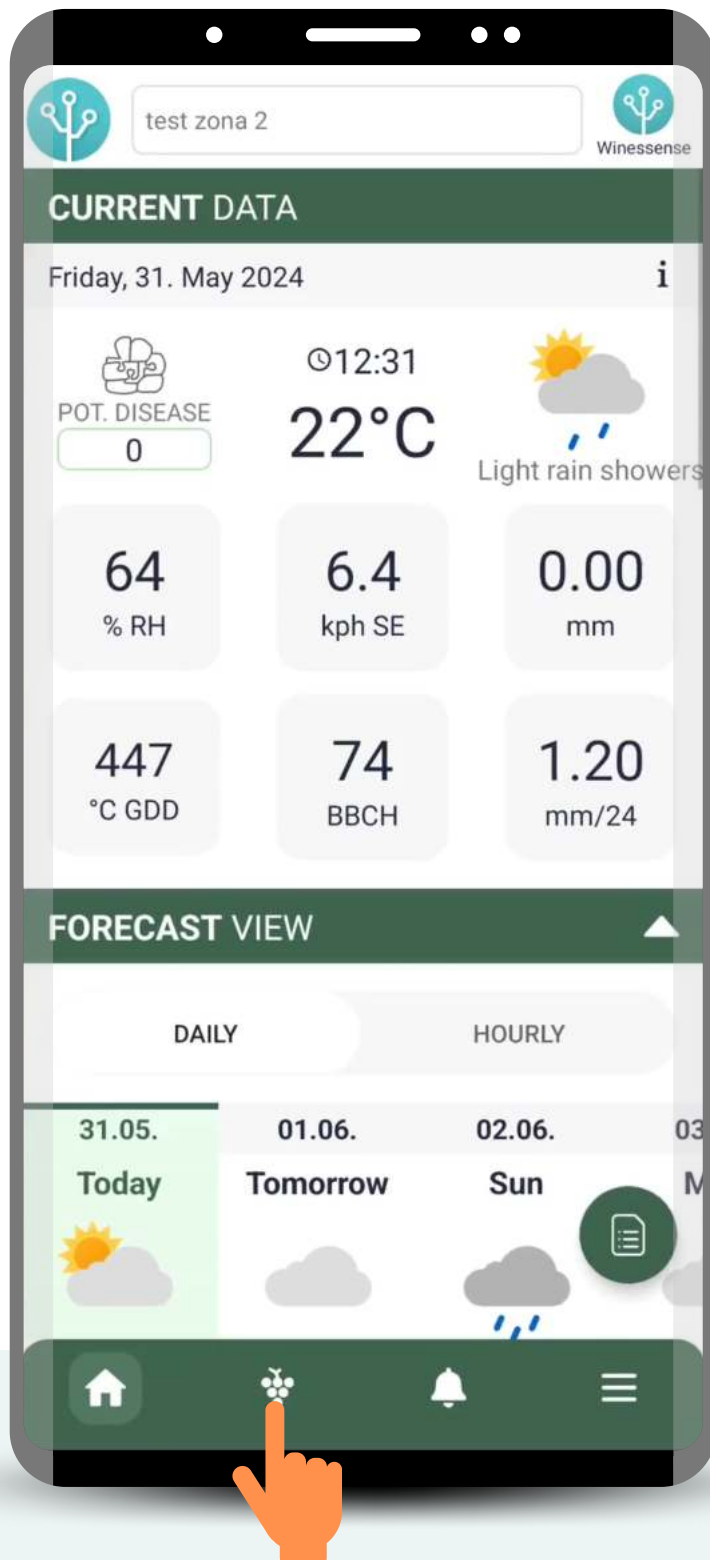 test zona 2
Winessense
CURRENT DATA
Friday, 31. May 2024 i
POT. DISEASE
0
12:31
22°C
Light rain showers
64
% RH
6.4
kph SE
0.00
mm
447
°C GDD
74
BBCH
1.20
mm/24
FORECAST VIEW
DAILY HOURLY
31.05. 01.06. 02.06. 03
Today Tomorrow Sun M